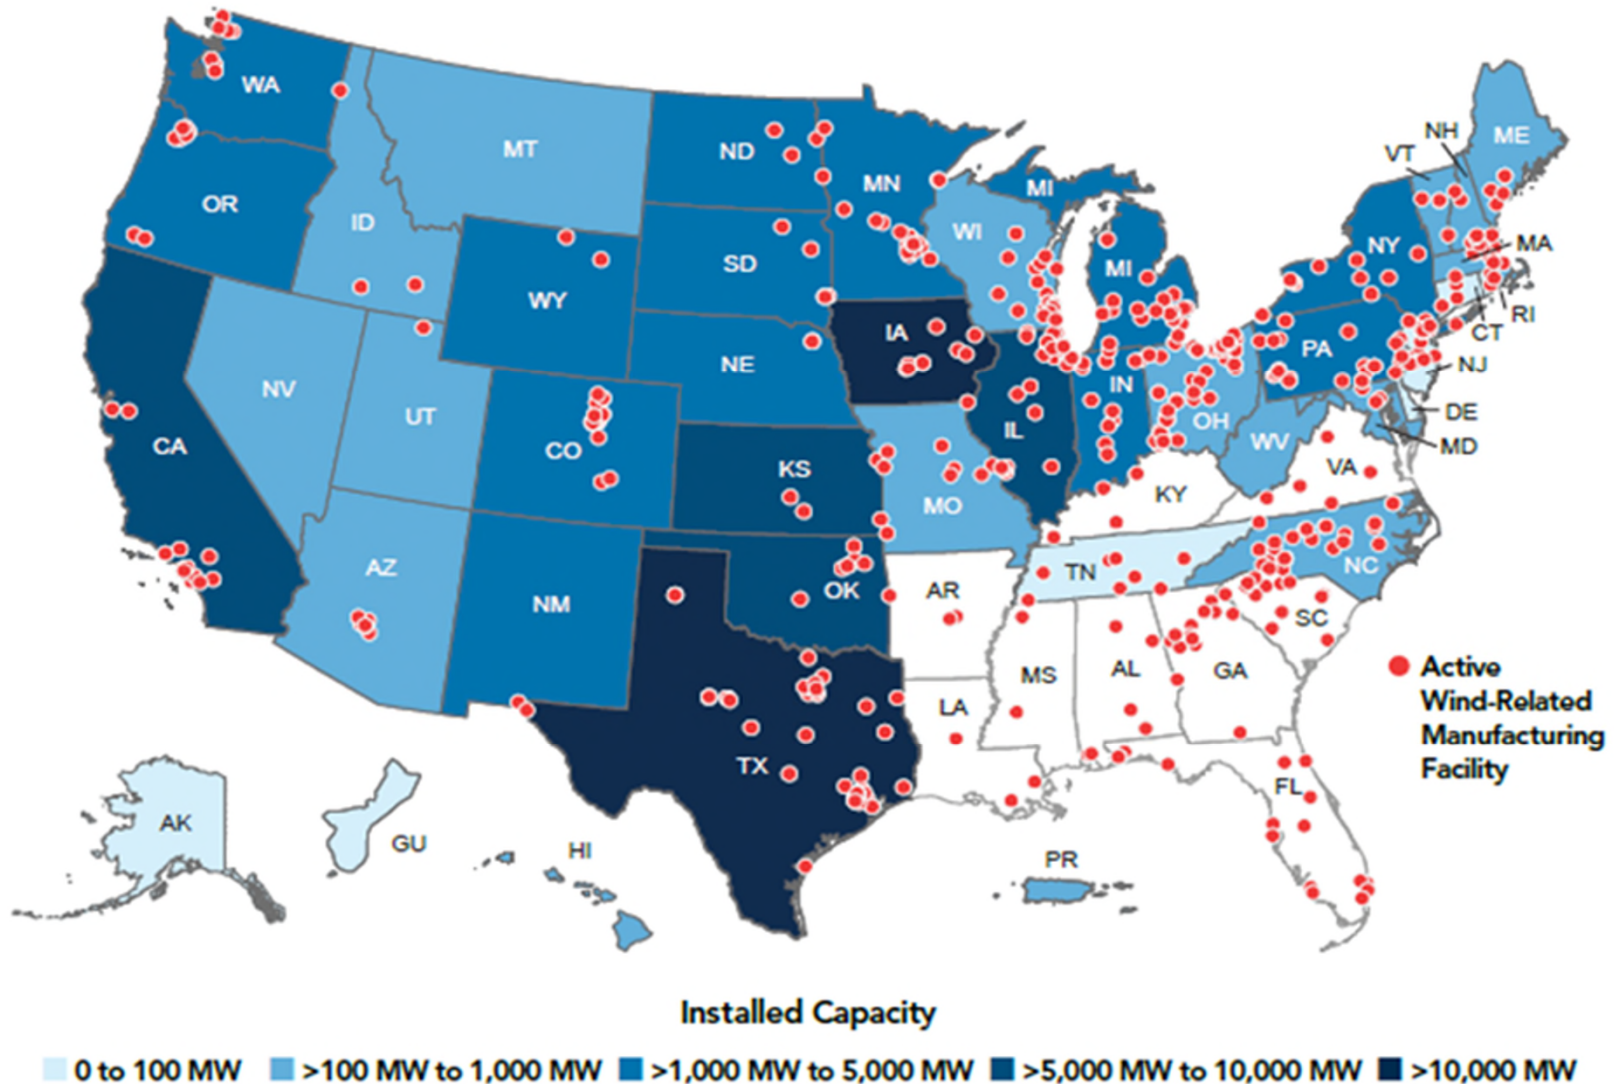 WA
MT
ND
MN
MI
VT
NH
ME
OR
ID
SD
WI
MI
NY
MA
WY
IA
RI
CT
NE
PA
NJ
NV
UT
IN
DE
CO
IL
OH
MD
CA
KS
WV
VA
MO
KY
AZ
NM
OK
AR
TN
NC
SC
MS
AL
GA
LA
TX
FL
Active
Wind-Related
Manufacturing
Facility
AK
GU
HI
PR
Installed Capacity
0 to 100 MW >100 MW to 1,000 MW >1,000 MW to 5,000 MW >5,000 MW to 10,000 MW >10,000 MW